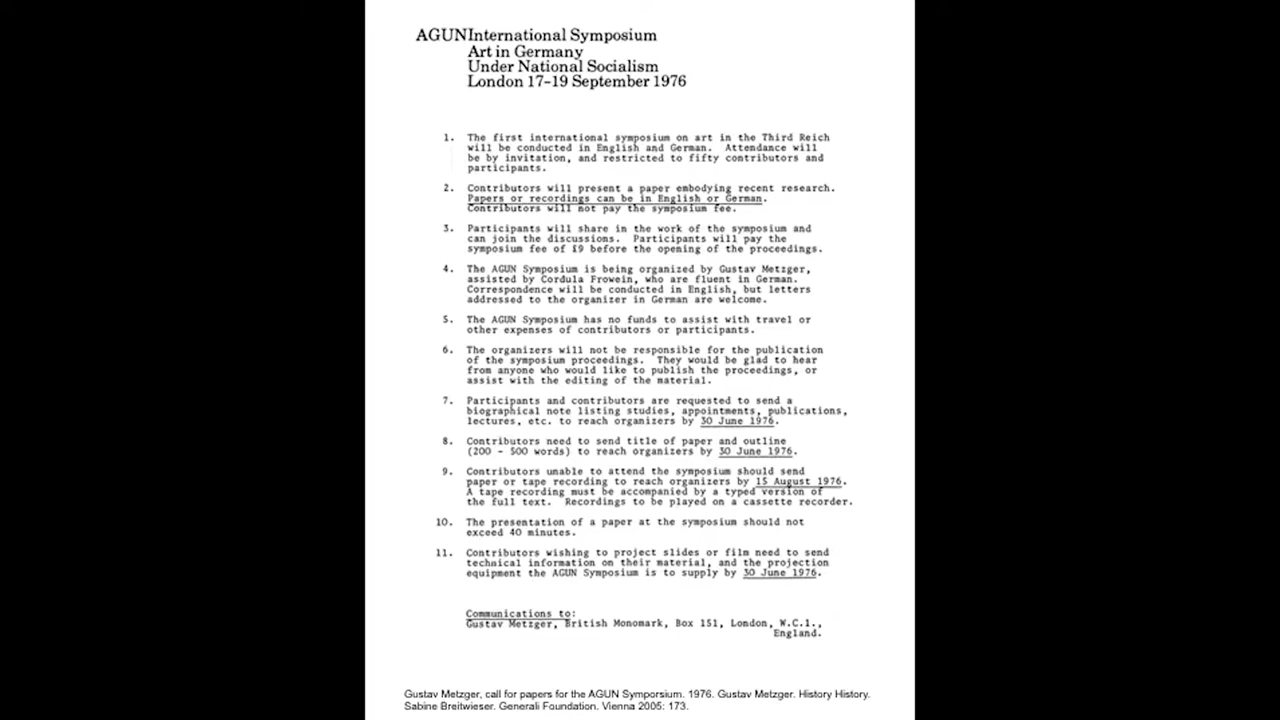 AGUNInternational Symposium
Art in Germany
Under National Socialism
London 17–19 September 1976
1. The first international symposium on art in the Third Reich
will be conducted in English and German. Attendance will
be by invitation, and restricted to fifty contributors and
participants.
2. Contributors will present a paper embodying recent research.
Papers or recordings can be in English or German.
Contributors will not pay the symposium fee.
3. Participants will share in the work of the symposium and
can join the discussions. Participants will pay the
symposium fee of £9 before the opening of the proceedings.
4. The AGUN Symposium is being organized by Gustav Metzger,
assisted by Cordula Frowein, who are fluent in German.
Correspondence will be conducted in English, but letters
addressed to the organizer in German are welcome.
5. The AGUN Symposium has no funds to assist with travel or
other expenses of contributors or participants.
6. The organizers will not be responsible for the publication
of the symposium proceedings. They would be glad to hear
from anyone who would like to publish the proceedings, or
assist with the editing of the material.
7. Participants and contributors are requested to send a
biographical note listing studies, appointments, publications,
lectures, etc. to reach organizers by 30 June 1976.
8. Contributors need to send title of paper and outline
(200 - 500 words) to reach organizers by 30 June 1976.
9. Contributors unable to attend the symposium should send
paper or tape recording to reach organizers by 15 August 1976.
A tape recording must be accompanied by a typed version of
the full text. Recordings to be played on a cassette recorder.
10. The presentation of a paper at the symposium should not
exceed 40 minutes.
11. Contributors wishing to project slides or film need to send
technical information on their material, and the projection
equipment the AGUN Symposium is to supply by 30 June 1976.
Communications to:
Gustav Metzger, British Monomark, Box 151, London, W.C.1.,
England.
Gustav Metzger, call for papers for the AGUN Symporsium. 1976. Gustav Metzger. History History.
Sabine Breitwieser. Generali Foundation. Vienna 2005: 173.